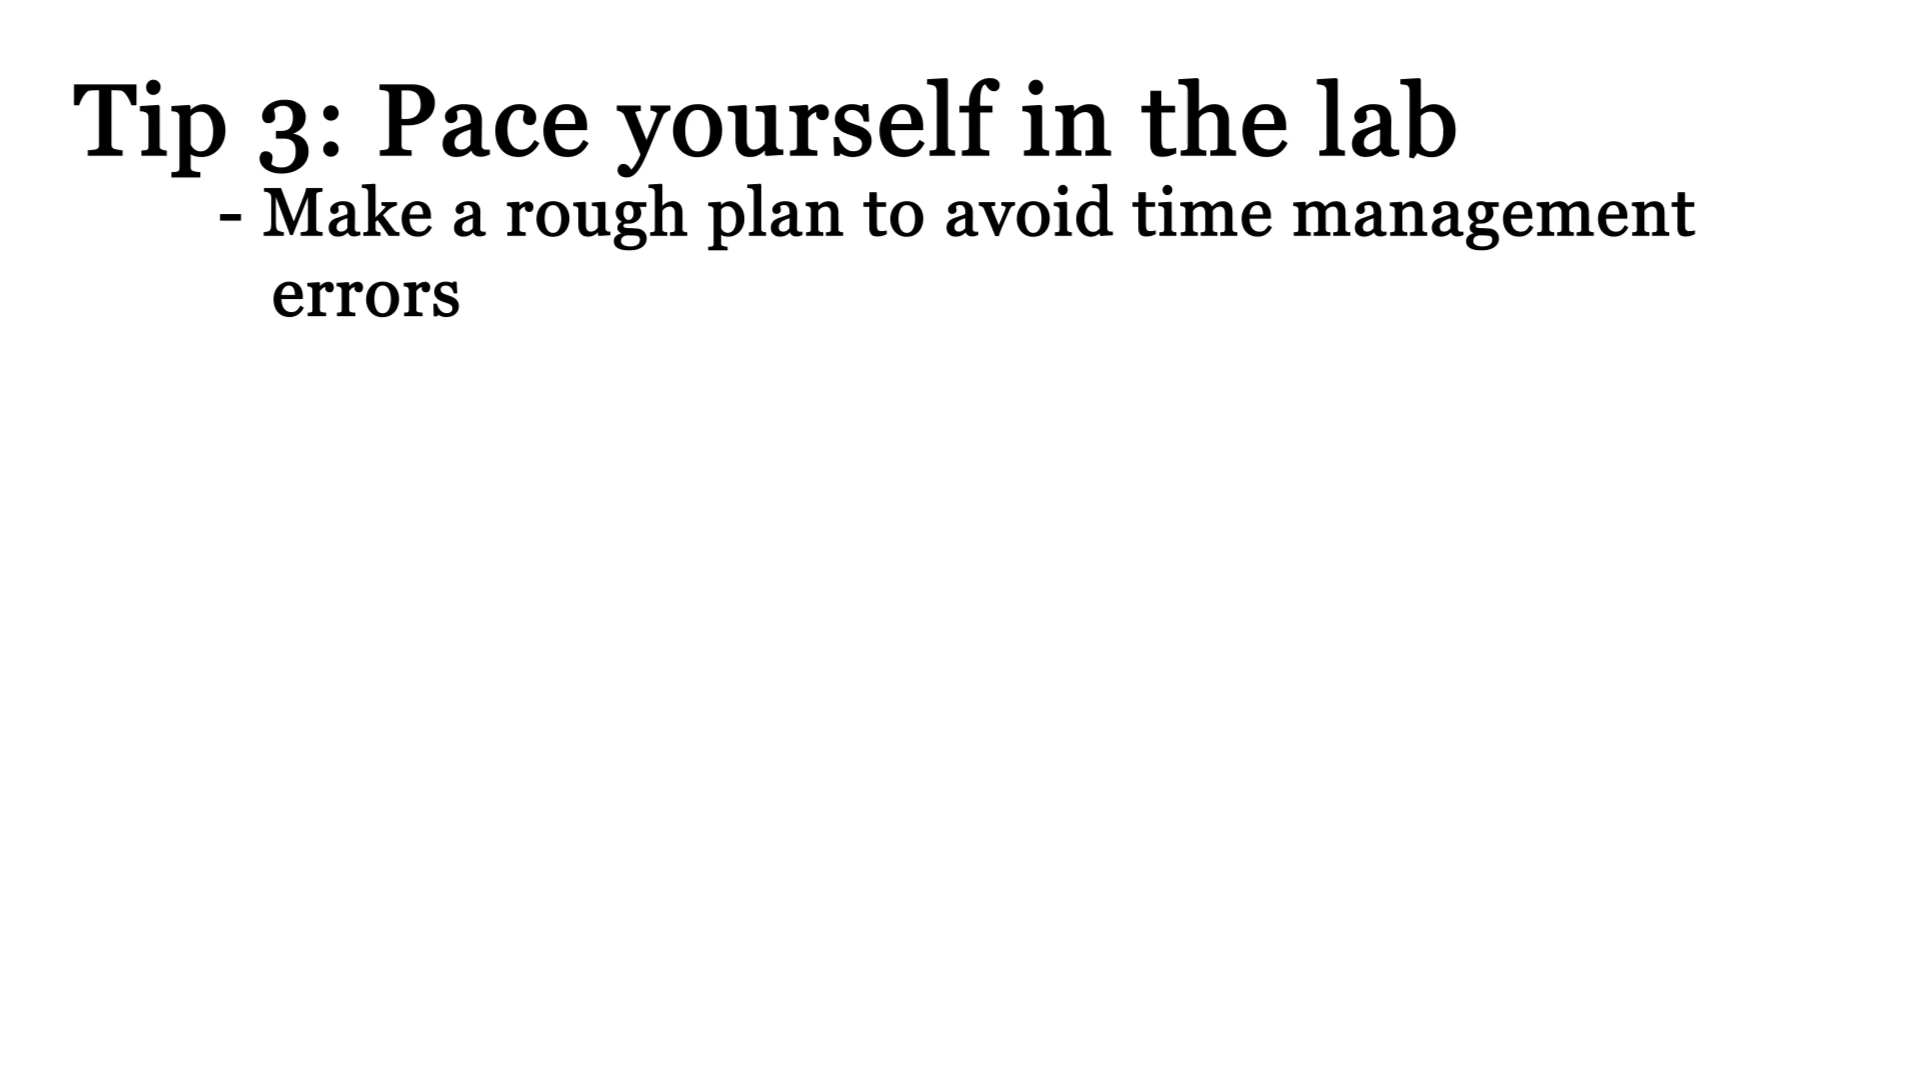 Tip 3: Pace yourself in the lab
- Make a rough plan to avoid time management
errors